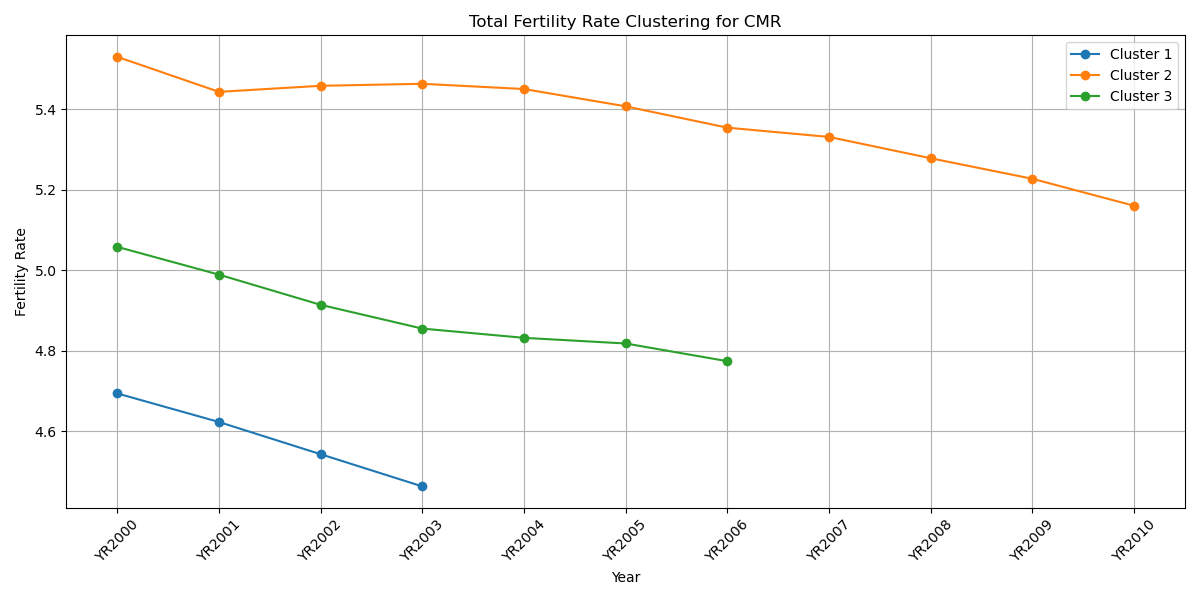 Total Fertility Rate Clustering for CMR
Cluster 1
Cluster 2
Cluster 3
Fertility Rate
5.4
5.2
5.0
4.8
4.6
YR2000
YR2001
YR2002
YR2003
YR2004
YR2005
YR2006
YR2007
YR2008
YR2009
YR2010
Year